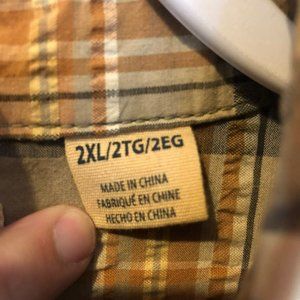 2XL/2TG/2EG
MADE IN CHINA
FABRIQUÉ EN CHINE
HECHO EN CHINA